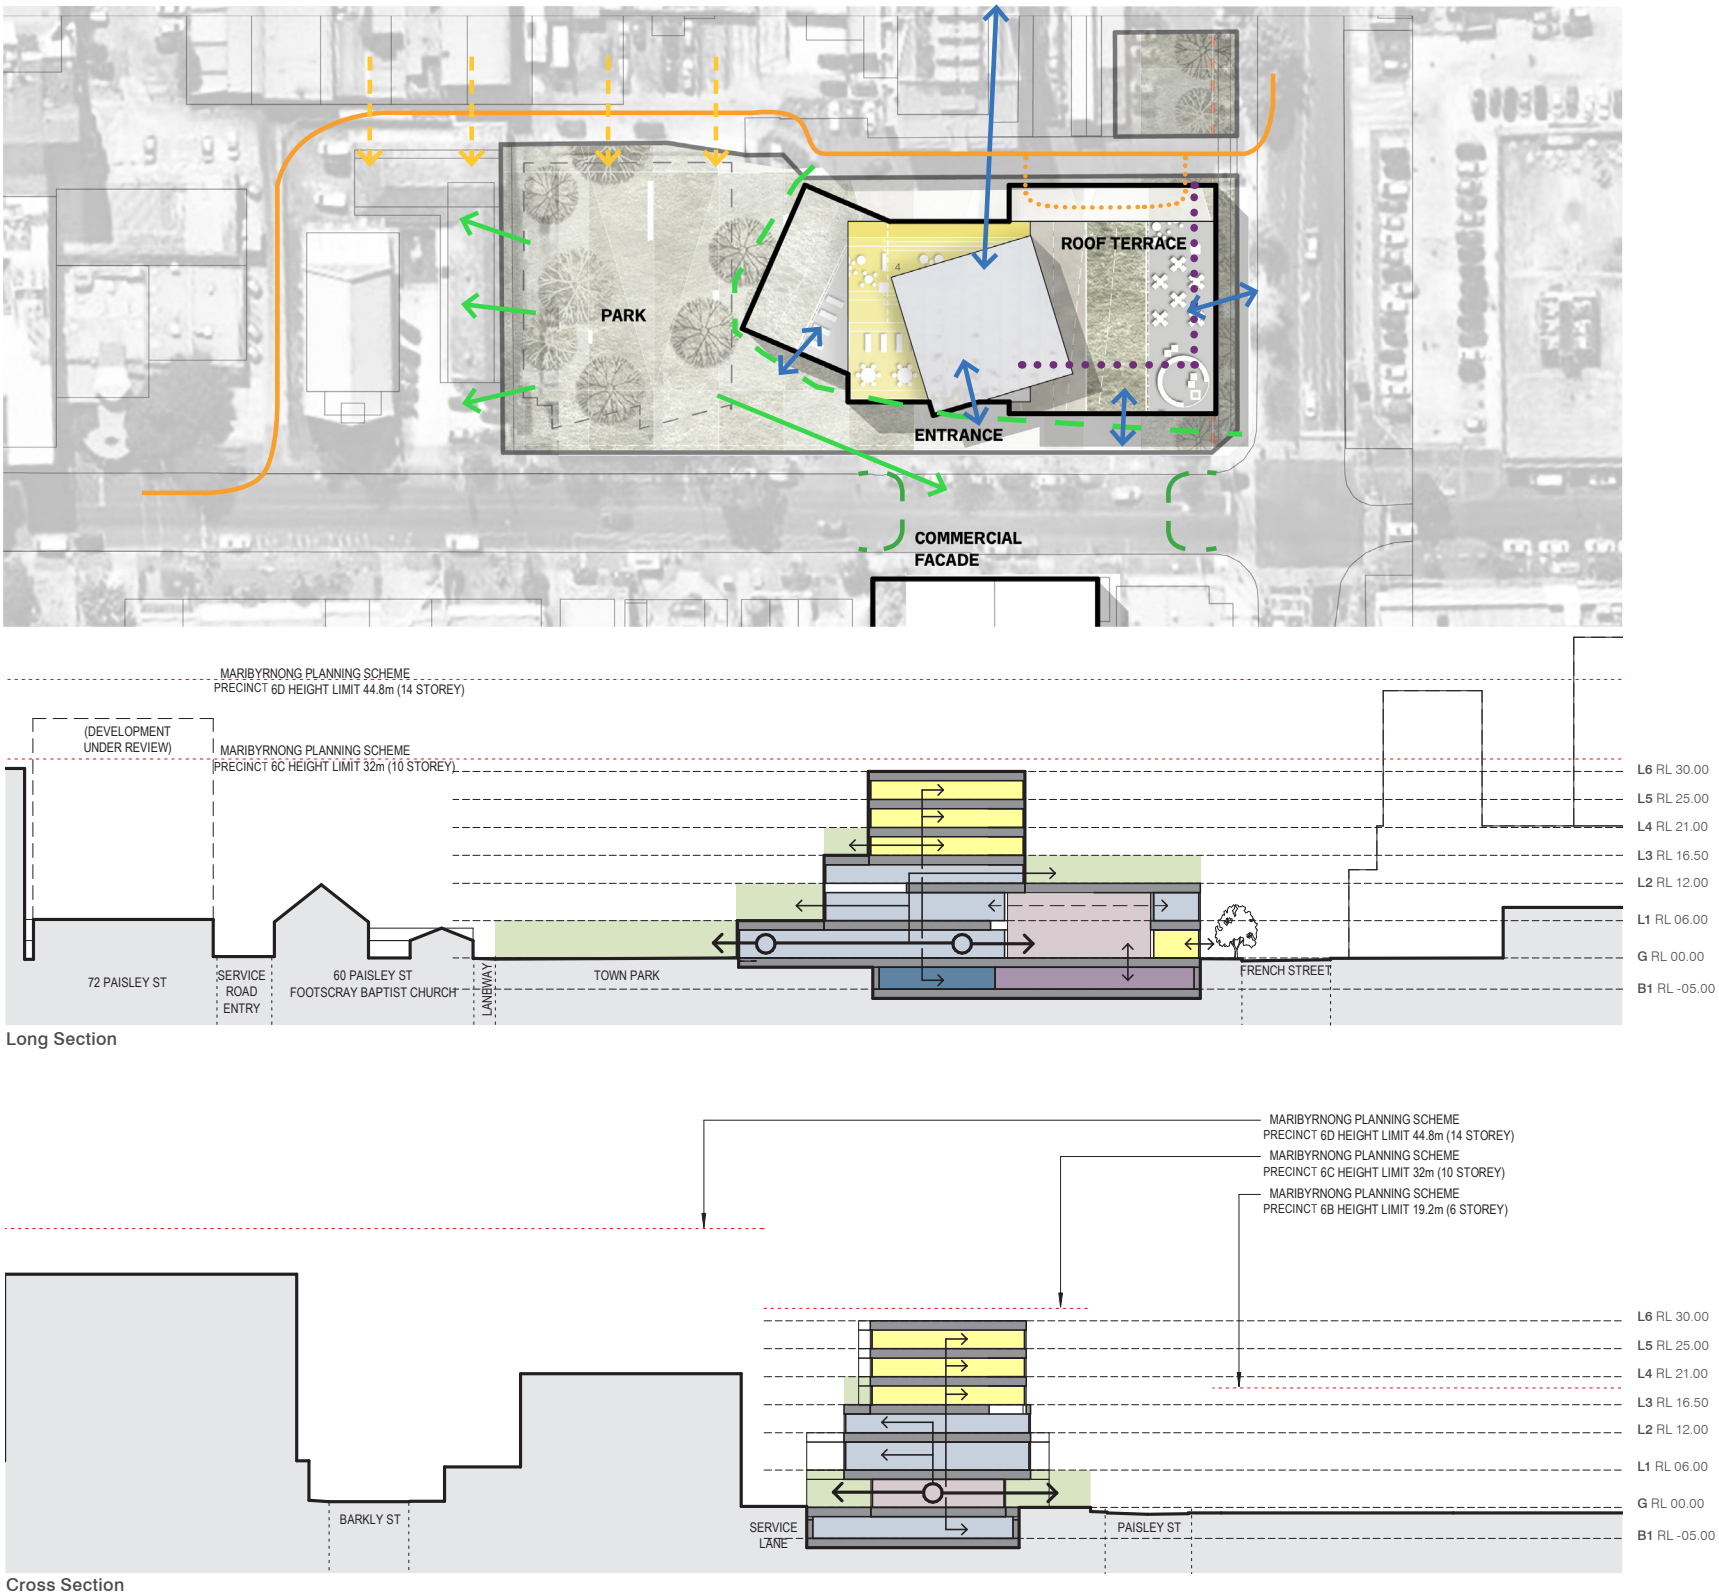 4
ROOF TERRACE
PARK
ENTRANCE
COMMERCIAL
FACADE
MARIBYRNONG PLANNING SCHEME
PRECINCT 6D HEIGHT LIMIT 44.8m (14 STOREY)
(DEVELOPMENT
UNDER REVIEW)
MARIBYRNONG PLANNING SCHEME
PRECINCT 6C HEIGHT LIMIT 32m (10 STOREY)
L6 RL 30.00
L5 RL 25.00
L4 RL 21.00
L3 RL 16.50
L2 RL 12.00
L1 RL 06.00
G RL 00.00
B1 RL -05.00
72 PAISLEY ST
SERVICE
ROAD
ENTRY
60 PAISLEY ST
FOOTSCRAY BAPTIST CHURCH
LANEWAY
TOWN PARK
FRENCH STREET
Long Section
MARIBYRNONG PLANNING SCHEME
PRECINCT 6D HEIGHT LIMIT 44.8m (14 STOREY)
MARIBYRNONG PLANNING SCHEME
PRECINCT 6C HEIGHT LIMIT 32m (10 STOREY)
MARIBYRNONG PLANNING SCHEME
PRECINCT 6B HEIGHT LIMIT 19.2m (6 STOREY)
L6 RL 30.00
L5 RL 25.00
L4 RL 21.00
L3 RL 16.50
L2 RL 12.00
L1 RL 06.00
G RL 00.00
B1 RL -05.00
BARKLY ST
SERVICE
LANE
PAISLEY ST
Cross Section